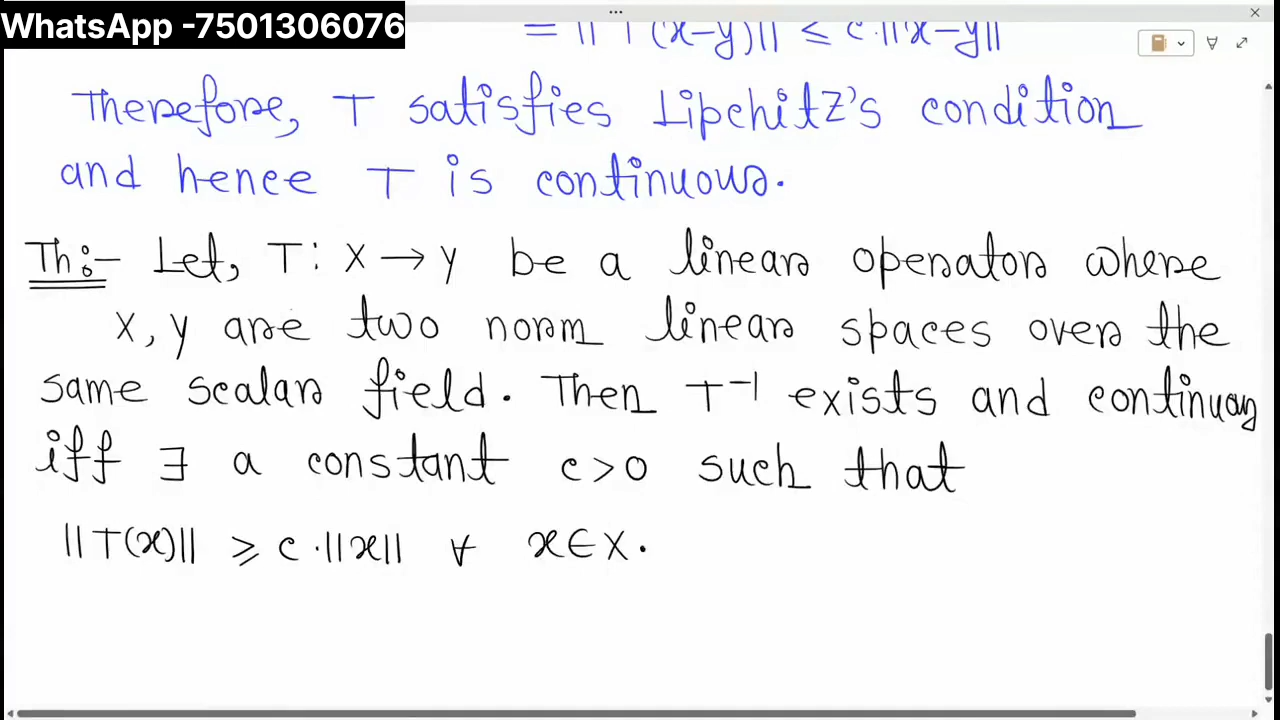 WhatsApp -7501306076
= ||T(x-y)|| ≤ c·||x-y||
Therefore, T satisfies Lipchitz's condition
and hence T is continuous.
Th:- Let, T: X → Y be a linear operator where
X, Y are two norm linear spaces over the
same scalar field. Then T⁻¹ exists and continuous
iff ∃ a constant c>0 such that
||T(x)|| ≥ c·||x|| ∀ x∈X.